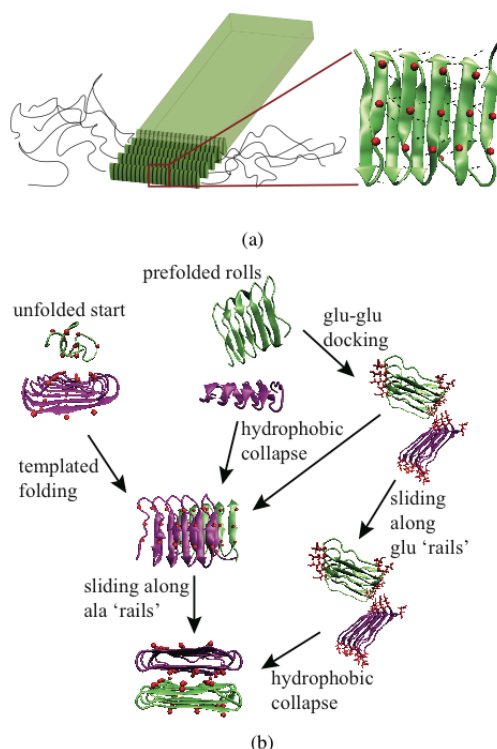 (a)
prefolded rolls
unfolded start
glu-glu
docking
hydrophobic
collapse
templated
folding
sliding
along
glu 'rails'
sliding along
ala 'rails'
hydrophobic
collapse
(b)